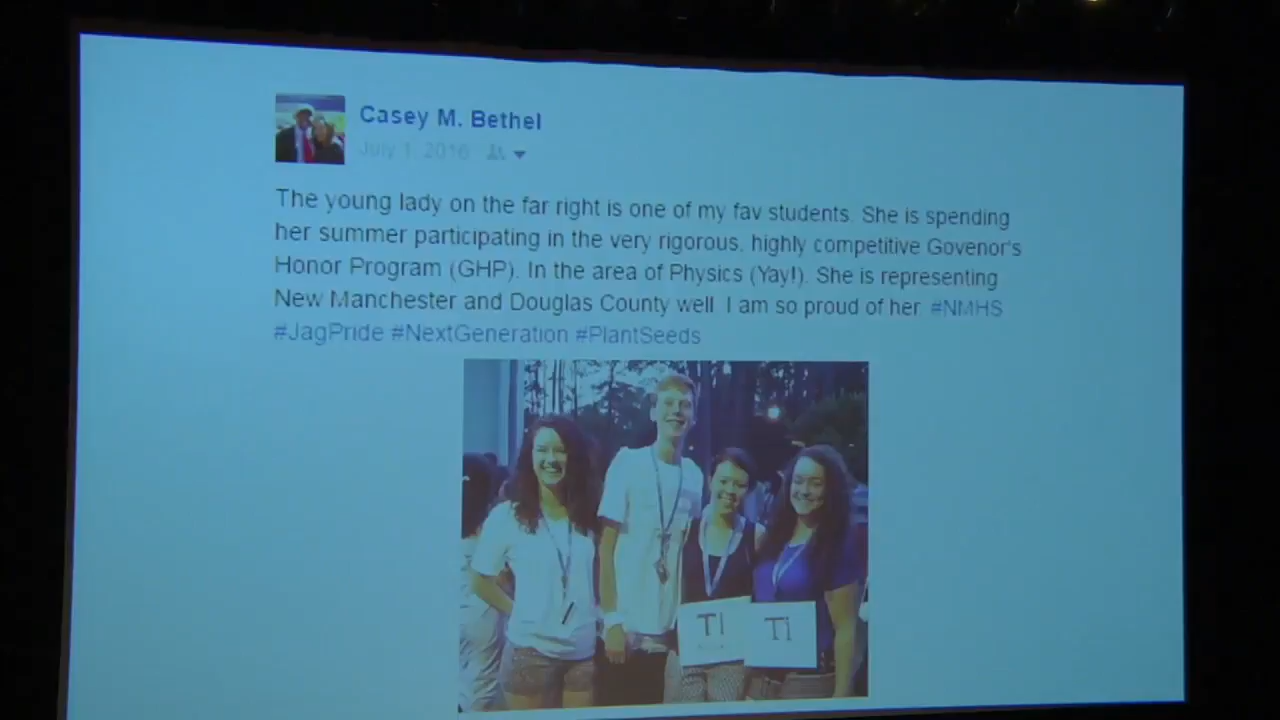 Casey M. Bethel
July 1, 2016
The young lady on the far right is one of my fav students. She is spending
her summer participating in the very rigorous, highly competitive Govenor's
Honor Program (GHP). In the area of Physics (Yay!). She is representing
New Manchester and Douglas County well. I am so proud of her. #NMHS
#JagPride #NextGeneration #PlantSeeds
Ti
Ti